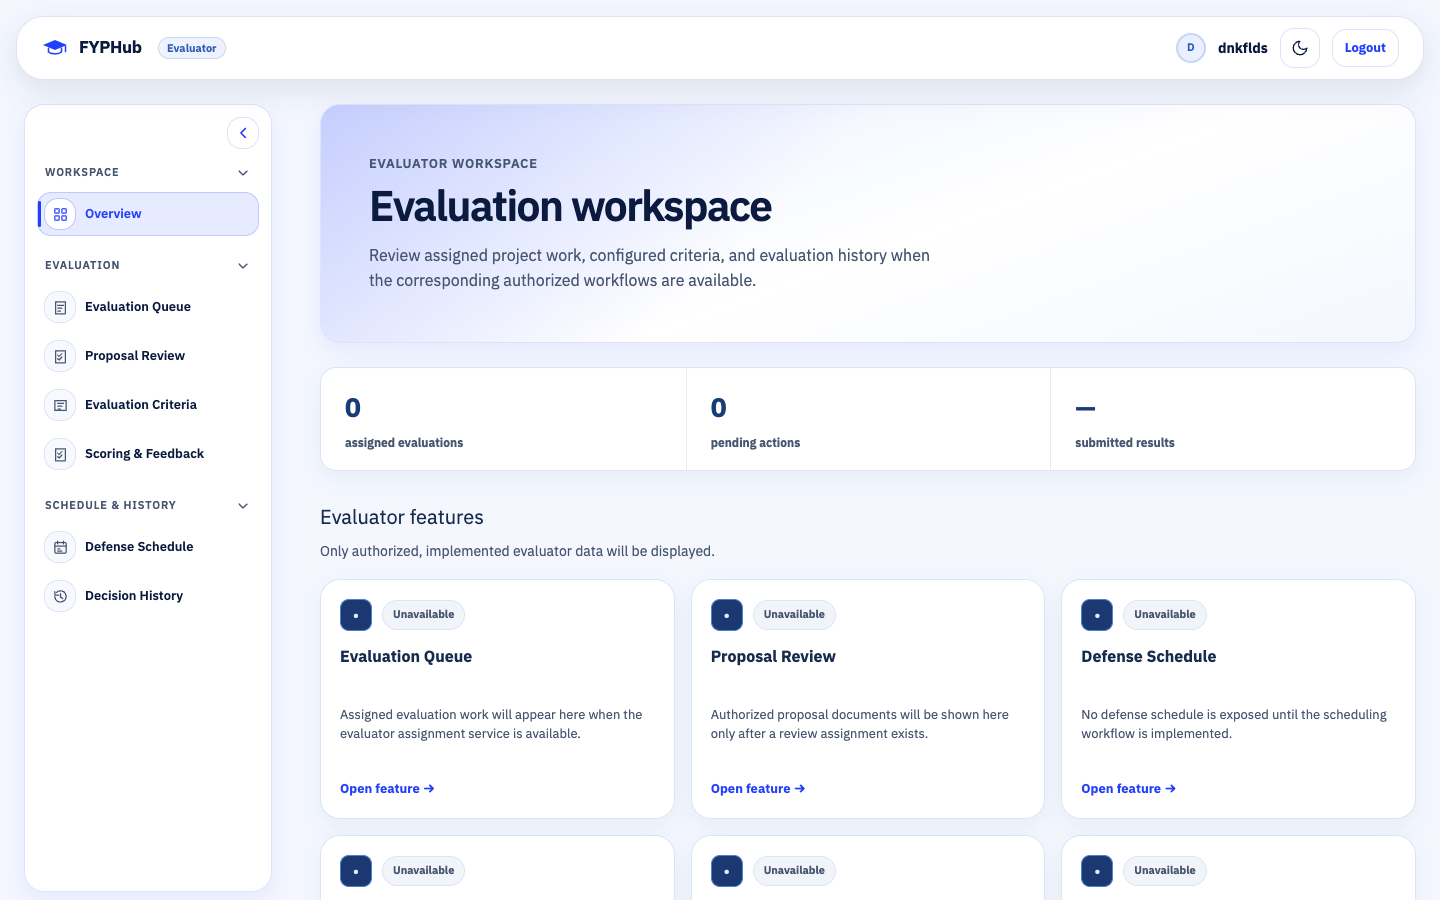 FYPHub
Evaluator
D
dnkflds
Logout
WORKSPACE
Overview
EVALUATION
Evaluation Queue
Proposal Review
Evaluation Criteria
Scoring & Feedback
SCHEDULE & HISTORY
Defense Schedule
Decision History
EVALUATOR WORKSPACE
Evaluation workspace
Review assigned project work, configured criteria, and evaluation history when
the corresponding authorized workflows are available.
0
assigned evaluations
0
pending actions
—
submitted results
Evaluator features
Only authorized, implemented evaluator data will be displayed.
Unavailable
Evaluation Queue
Assigned evaluation work will appear here when the
evaluator assignment service is available.
Open feature →
Unavailable
Proposal Review
Authorized proposal documents will be shown here
only after a review assignment exists.
Open feature →
Unavailable
Defense Schedule
No defense schedule is exposed until the scheduling
workflow is implemented.
Open feature →
Unavailable
Unavailable
Unavailable